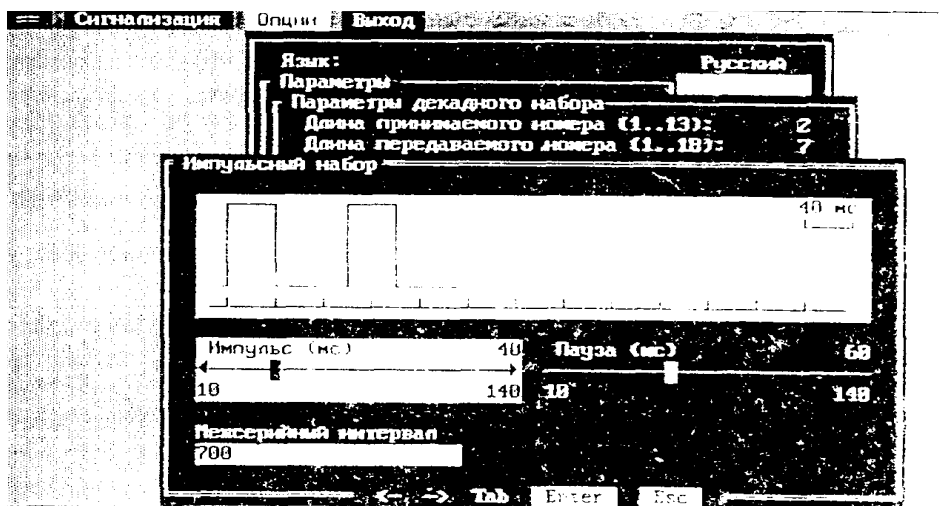 == Сигнализация Опции Выход
Язык: Русский
Параметры
Параметры декадного набора
Длина принимаемого номера (1..13): 2
Длина передаваемого номера (1..18): 7
Импульсный набор
40 мс
Импульс (мс) 40 Пауза (мс) 60
10 140 10 140
Межсерийный интервал
700
<- -> Tab Enter Esc